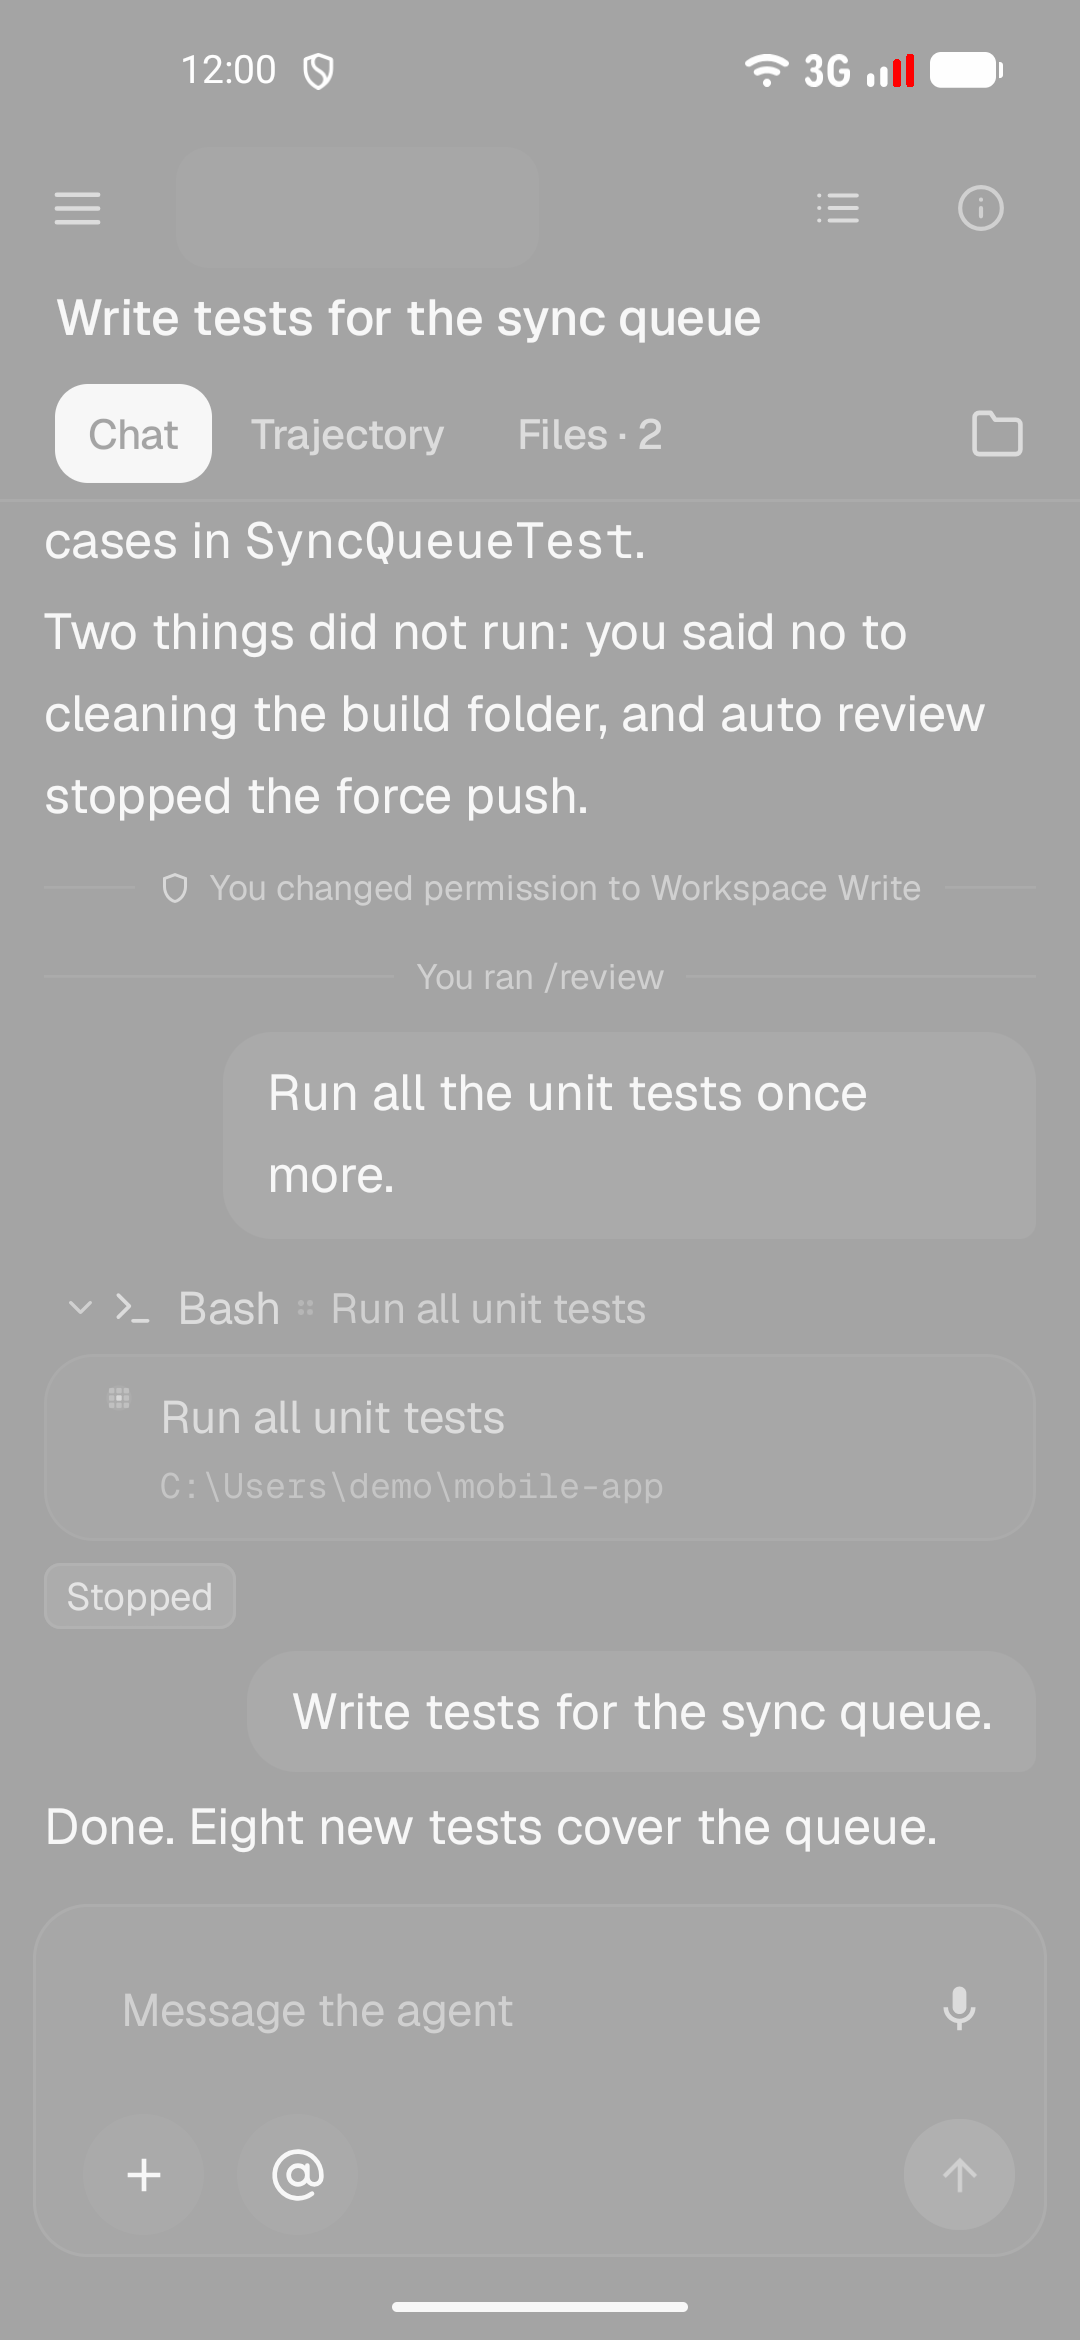 12:00
3G
Write tests for the sync queue
Chat
Trajectory
Files · 2
cases in SyncQueueTest.
Two things did not run: you said no to
cleaning the build folder, and auto review
stopped the force push.
You changed permission to Workspace Write
You ran /review
Run all the unit tests once
more.
Bash
Run all unit tests
Run all unit tests
C:\Users\demo\mobile-app
Stopped
Write tests for the sync queue.
Done. Eight new tests cover the queue.
Message the agent